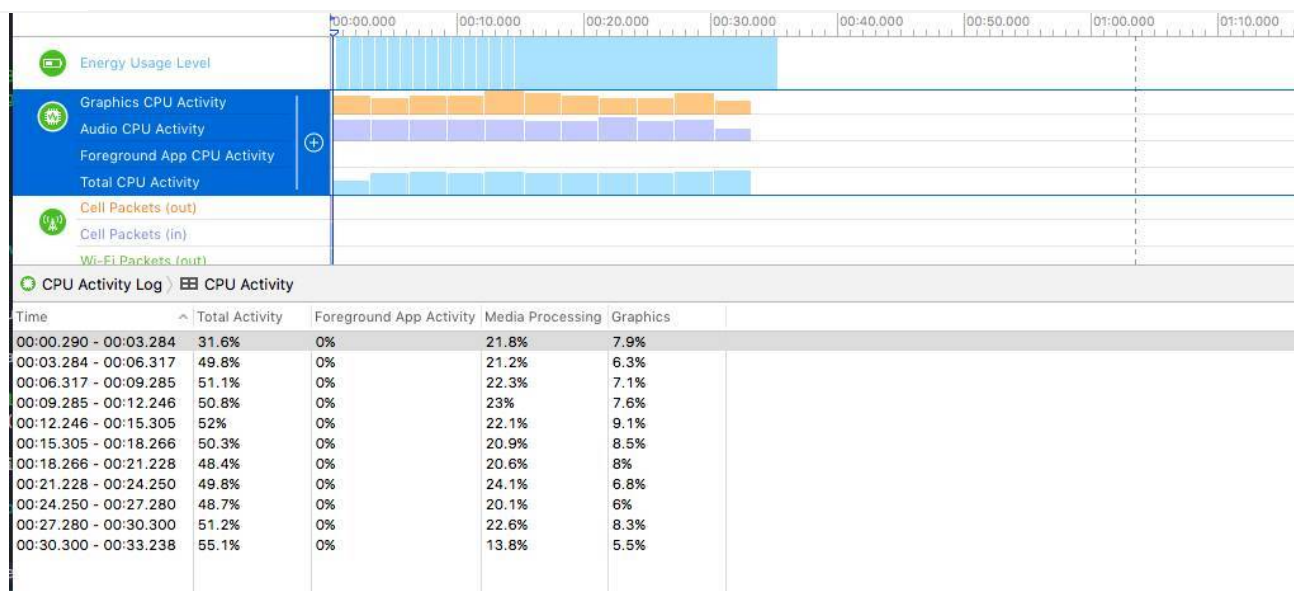 00:00.000 00:10.000 00:20.000 00:30.000 00:40.000 00:50.000 01:00.000 01:10.000
Energy Usage Level
Graphics CPU Activity
Audio CPU Activity
Foreground App CPU Activity
Total CPU Activity
Cell Packets (out)
Cell Packets (in)
Wi-Fi Packets (out)
CPU Activity Log CPU Activity
Time Total Activity Foreground App Activity Media Processing Graphics
00:00.290 - 00:03.284 31.6% 0% 21.8% 7.9%
00:03.284 - 00:06.317 49.8% 0% 21.2% 6.3%
00:06.317 - 00:09.285 51.1% 0% 22.3% 7.1%
00:09.285 - 00:12.246 50.8% 0% 23% 7.6%
00:12.246 - 00:15.305 52% 0% 22.1% 9.1%
00:15.305 - 00:18.266 50.3% 0% 20.9% 8.5%
00:18.266 - 00:21.228 48.4% 0% 20.6% 8%
00:21.228 - 00:24.250 49.8% 0% 24.1% 6.8%
00:24.250 - 00:27.280 48.7% 0% 20.1% 6%
00:27.280 - 00:30.300 51.2% 0% 22.6% 8.3%
00:30.300 - 00:33.238 55.1% 0% 13.8% 5.5%